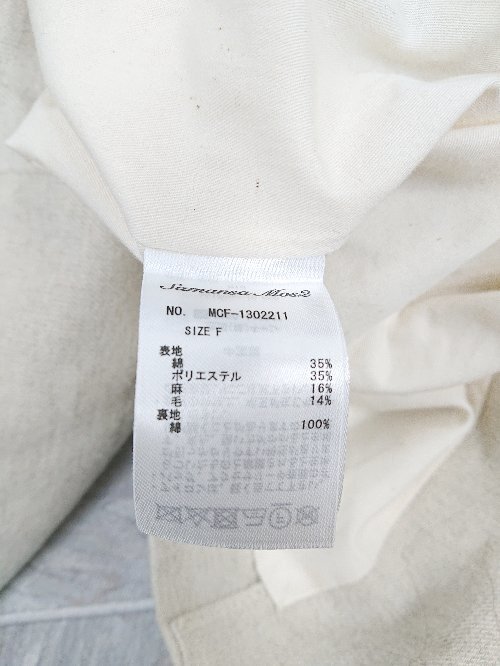 Samansa Mos2
NO. MCF-1302211
SIZE F
表地
綿 35%
ポリエステル 35%
麻 16%
毛 14%
裏地
綿 100%